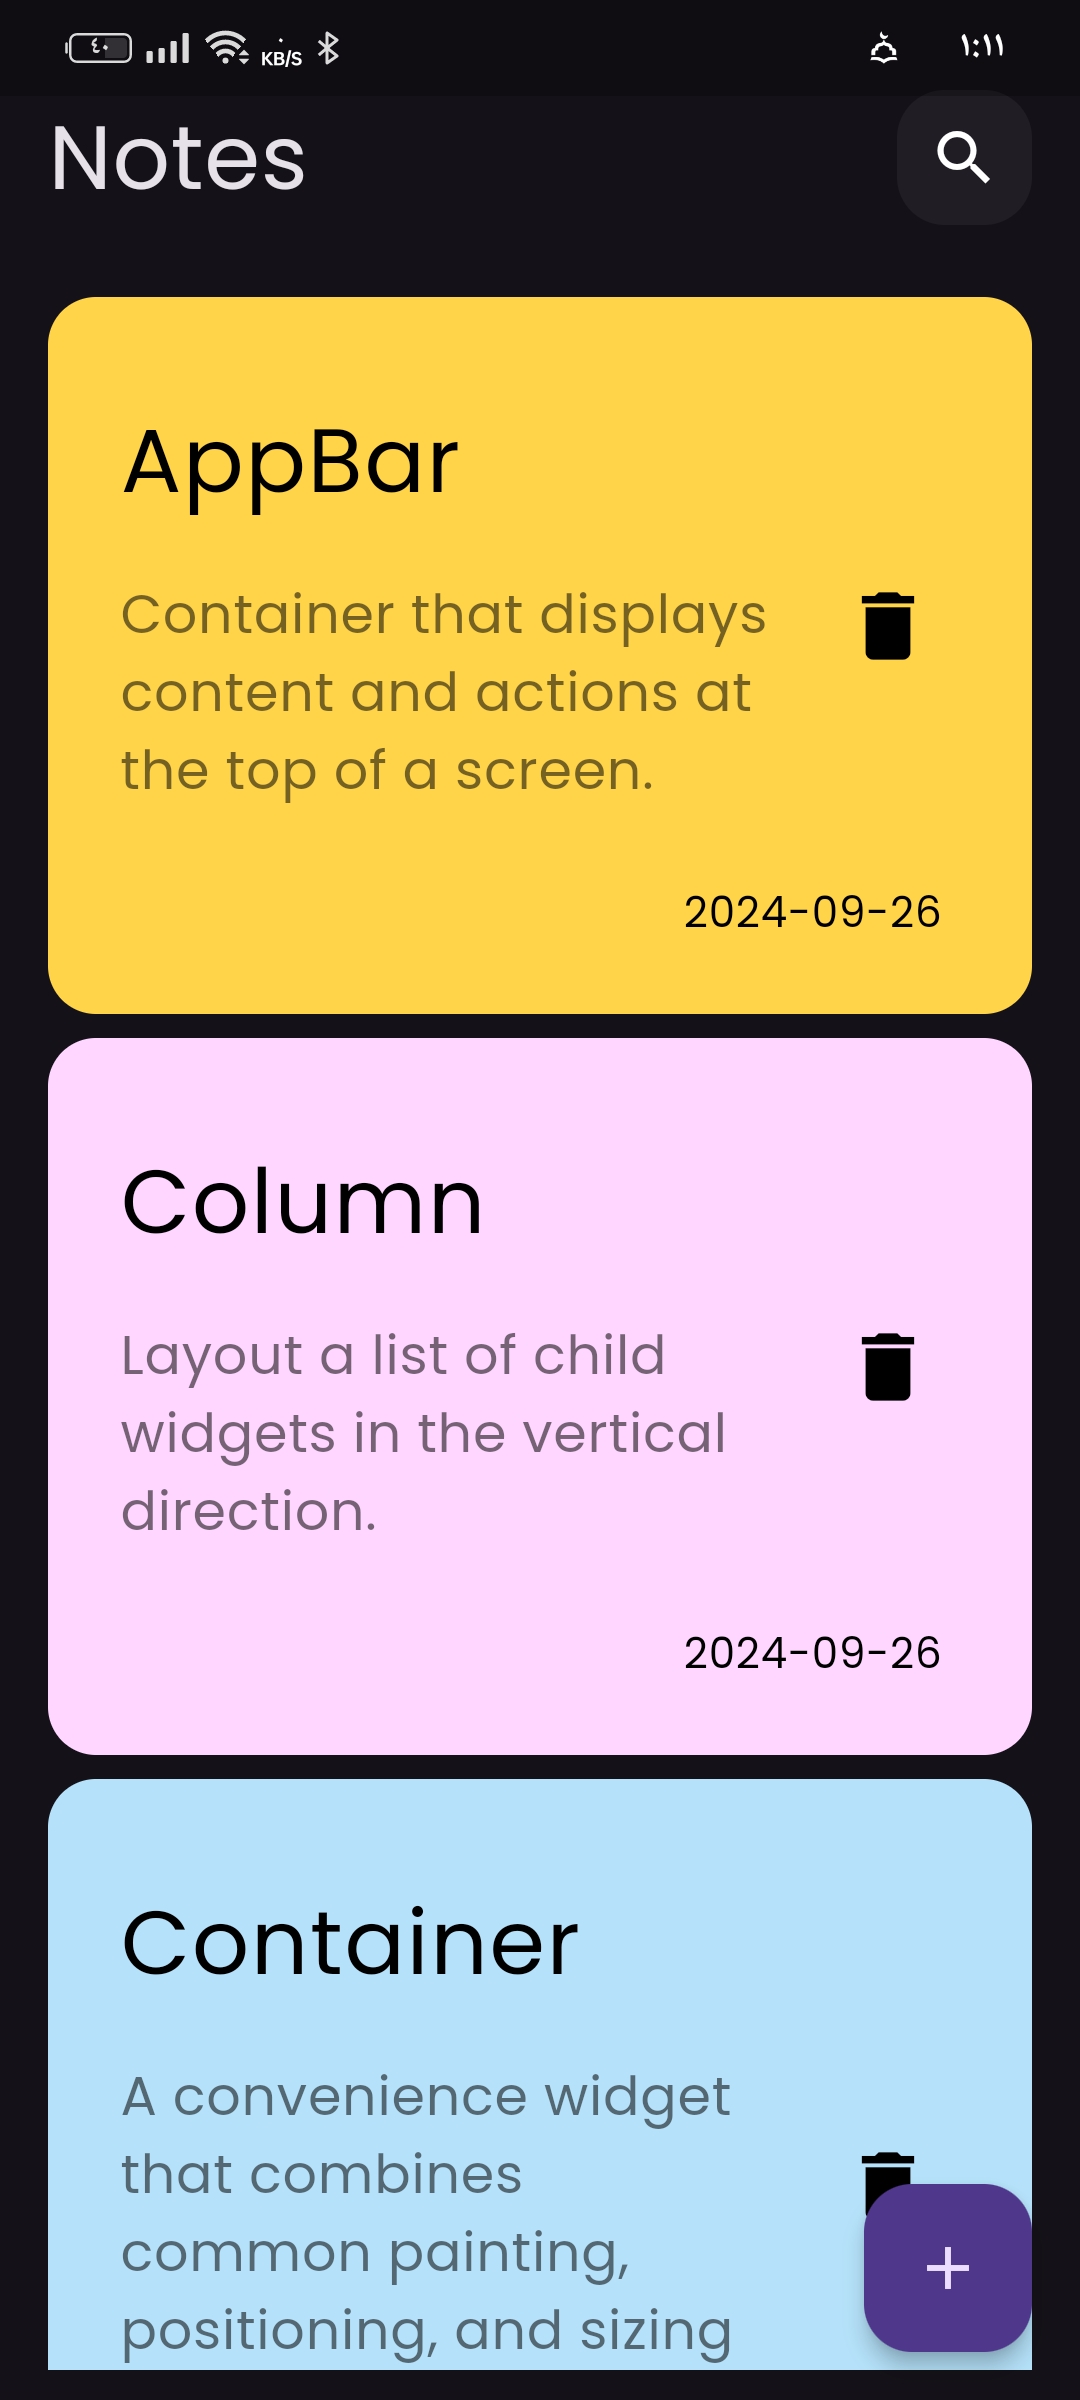 ٤٠
KB/S
١:١١
Notes
AppBar
Container that displays
content and actions at
the top of a screen.
2024-09-26
Column
Layout a list of child
widgets in the vertical
direction.
2024-09-26
Container
A convenience widget
that combines
common painting,
positioning, and sizing